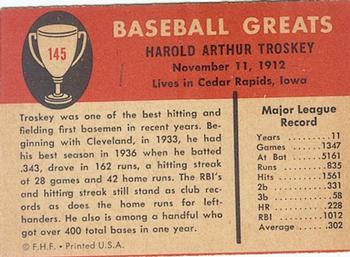 145
BASEBALL GREATS
HAROLD ARTHUR TROSKEY
November 11, 1912
Lives in Cedar Rapids, Iowa
Troskey was one of the best hitting and
fielding first basemen in recent years. Be-
ginning with Cleveland, in 1933, he had
his best season in 1936 when he batted
.343, drove in 162 runs, a hitting streak
of 28 games and 42 home runs. The RBI's
and hitting streak still stand as club records
as does the home runs for left-
handers. He also is among a handful who
got over 400 total bases in one year.
© F.H.F. • Printed U.S.A.
Major League
Record
Years 11
Games 1347
At Bat 5161
Runs 835
Hits 1561
2b 331
3b 58
HR 228
RBI 1012
Average .302